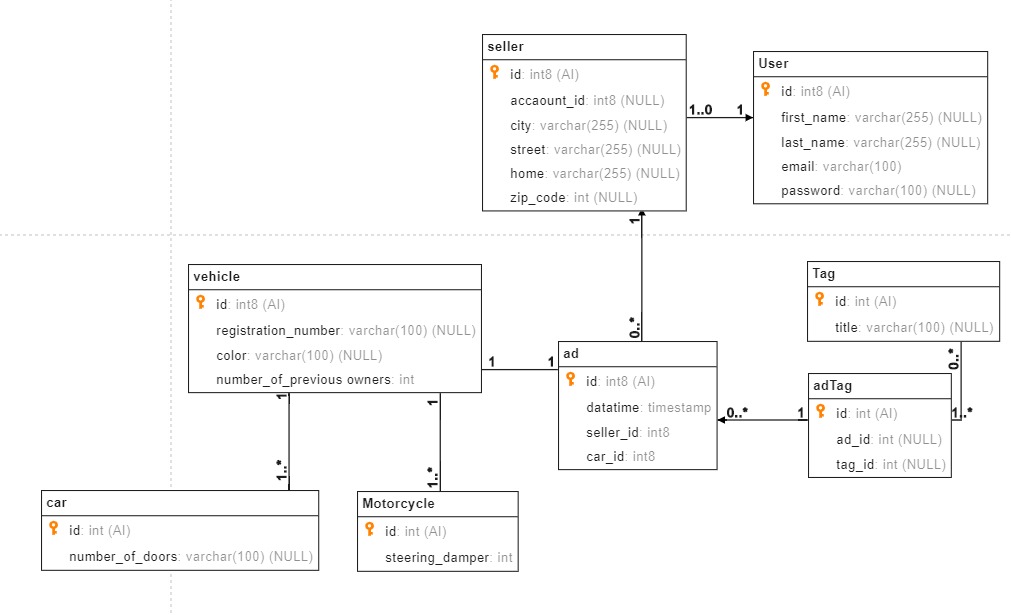 seller
id: int8 (AI)
accaount_id: int8 (NULL)
city: varchar(255) (NULL)
street: varchar(255) (NULL)
home: varchar(255) (NULL)
zip_code: int (NULL)
User
id: int8 (AI)
first_name: varchar(255) (NULL)
last_name: varchar(255) (NULL)
email: varchar(100)
password: varchar(100) (NULL)
1..0
1
1
0..*
vehicle
id: int8 (AI)
registration_number: varchar(100) (NULL)
color: varchar(100) (NULL)
number_of_previous owners: int
1
1
ad
id: int8 (AI)
datatime: timestamp
seller_id: int8
car_id: int8
Tag
id: int (AI)
title: varchar(100) (NULL)
0..*
adTag
id: int (AI)
ad_id: int (NULL)
tag_id: int (NULL)
1..*
0..*
1
1
1..*
1
1..*
car
id: int (AI)
number_of_doors: varchar(100) (NULL)
Motorcycle
id: int (AI)
steering_damper: int